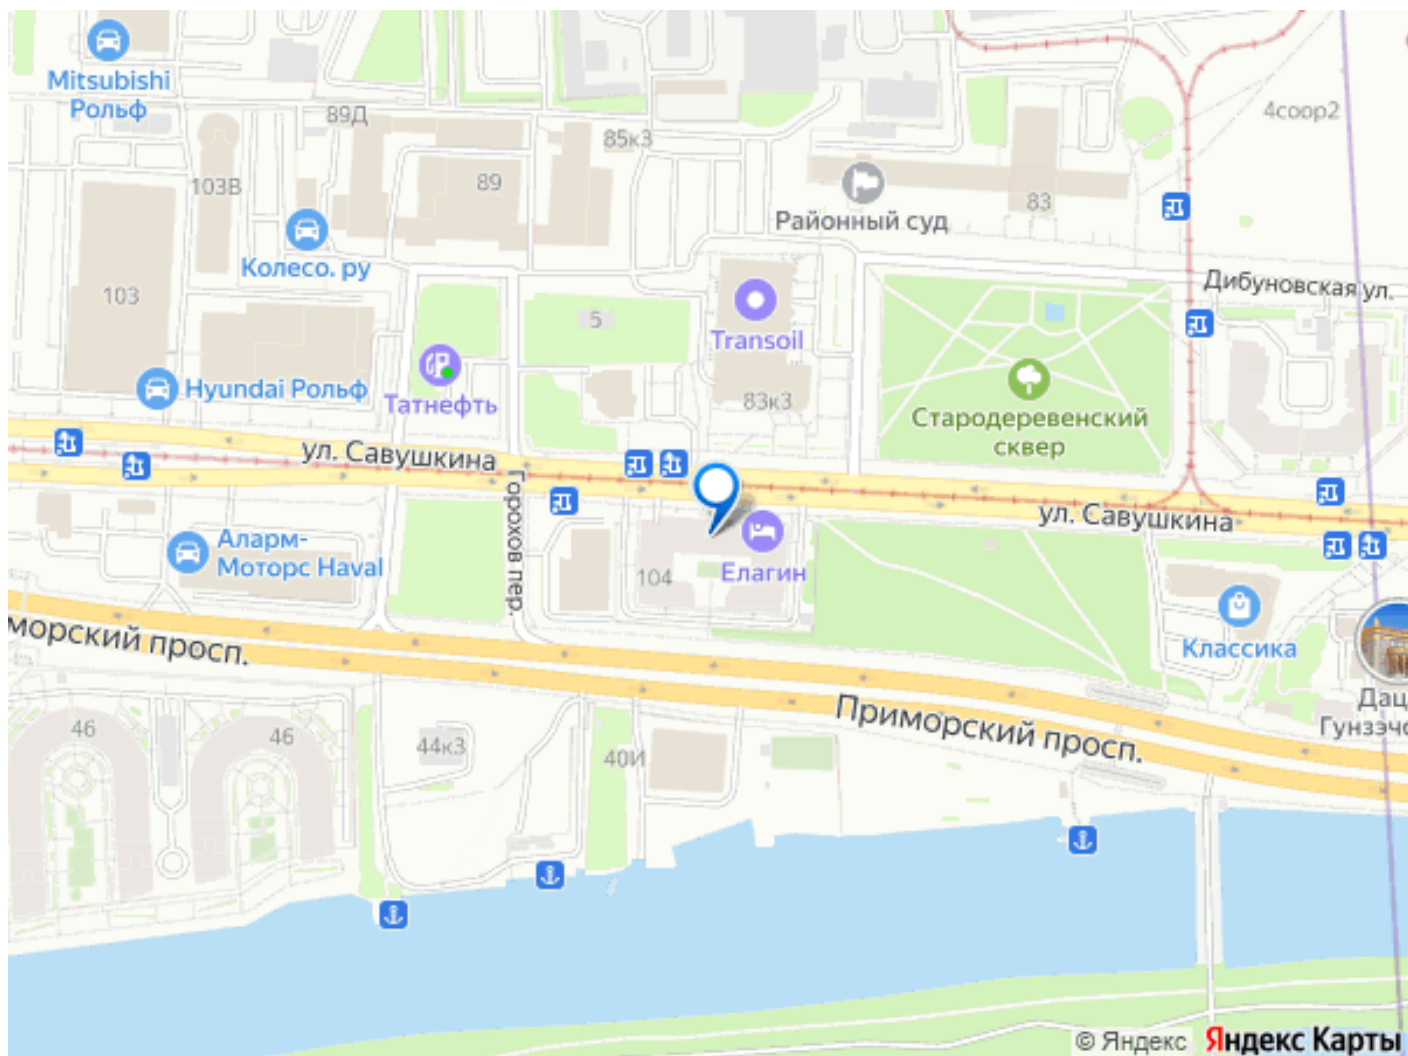 Mitsubishi
Рольф
89Д
4соор2
85к3
103В
89
83
Районный суд
Колесо.ру
103
Дибуновская ул.
5
Transoil
Hyundai Рольф
Татнефть
83к3
Стародеревенский
сквер
ул. Савушкина
Горохов пер.
ул. Савушкина
Аларм-
Моторс Haval
104
Елагин
Классика
морский просп.
Дац
Гунзэчо
Приморский просп.
46
46
44к3
40И
© Яндекс Яндекс Карты